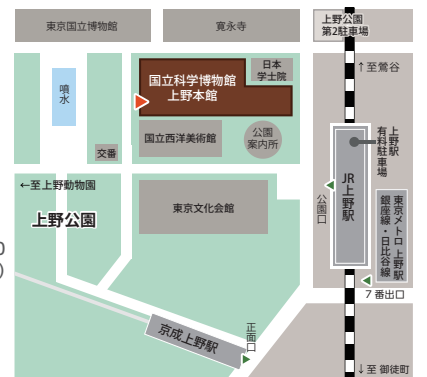 東京国立博物館
寛永寺
上野公園
第2駐車場
日本
学士院
↑至鶯谷
国立科学博物館
上野本館
噴水
上野駅
有料駐車場
国立西洋美術館
公園
案内所
交番
←至上野動物園
JR上野駅
公園口
東京メトロ 上野駅
銀座線・日比谷線
東京文化会館
上野公園
0
)
7 番出口
京成上野駅
正面口
↓至 御徒町